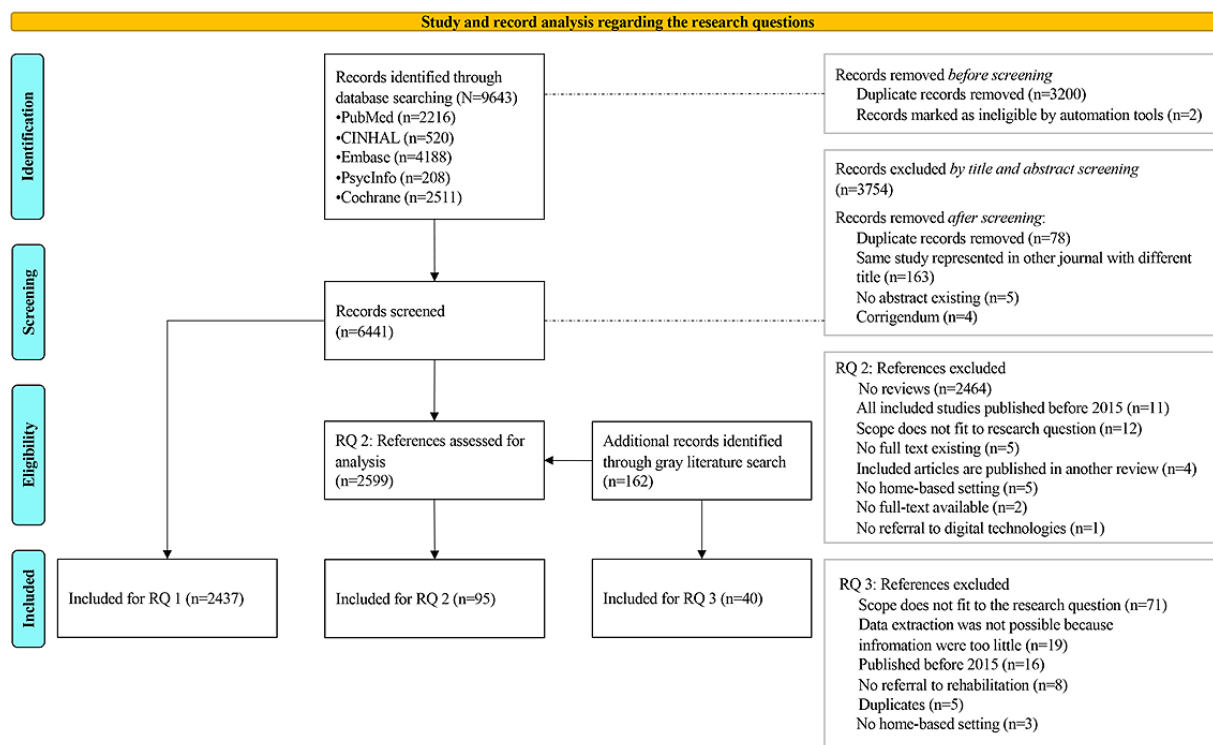 Study and record analysis regarding the research questions
Identification
Records identified through
database searching (N=9643)
•PubMed (n=2216)
•CINHAL (n=520)
•Embase (n=4188)
•PsycInfo (n=208)
•Cochrane (n=2511)
Records removed before screening
Duplicate records removed (n=3200)
Records marked as ineligible by automation tools (n=2)
Records excluded by title and abstract screening
(n=3754)
Records removed after screening:
Duplicate records removed (n=78)
Same study represented in other journal with different
title (n=163)
No abstract existing (n=5)
Corrigendum (n=4)
Screening
Records screened
(n=6441)
Eligibility
RQ 2: References assessed for
analysis
(n=2599)
Additional records identified
through gray literature search
(n=162)
RQ 2: References excluded
No reviews (n=2464)
All included studies published before 2015 (n=11)
Scope does not fit to research question (n=12)
No full text existing (n=5)
Included articles are published in another review (n=4)
No home-based setting (n=5)
No full-text available (n=2)
No referral to digital technologies (n=1)
Included
Included for RQ 1 (n=2437)
Included for RQ 2 (n=95)
Included for RQ 3 (n=40)
RQ 3: References excluded
Scope does not fit to the research question (n=71)
Data extraction was not possible because
infromation were too little (n=19)
Published before 2015 (n=16)
No referral to rehabilitation (n=8)
Duplicates (n=5)
No home-based setting (n=3)